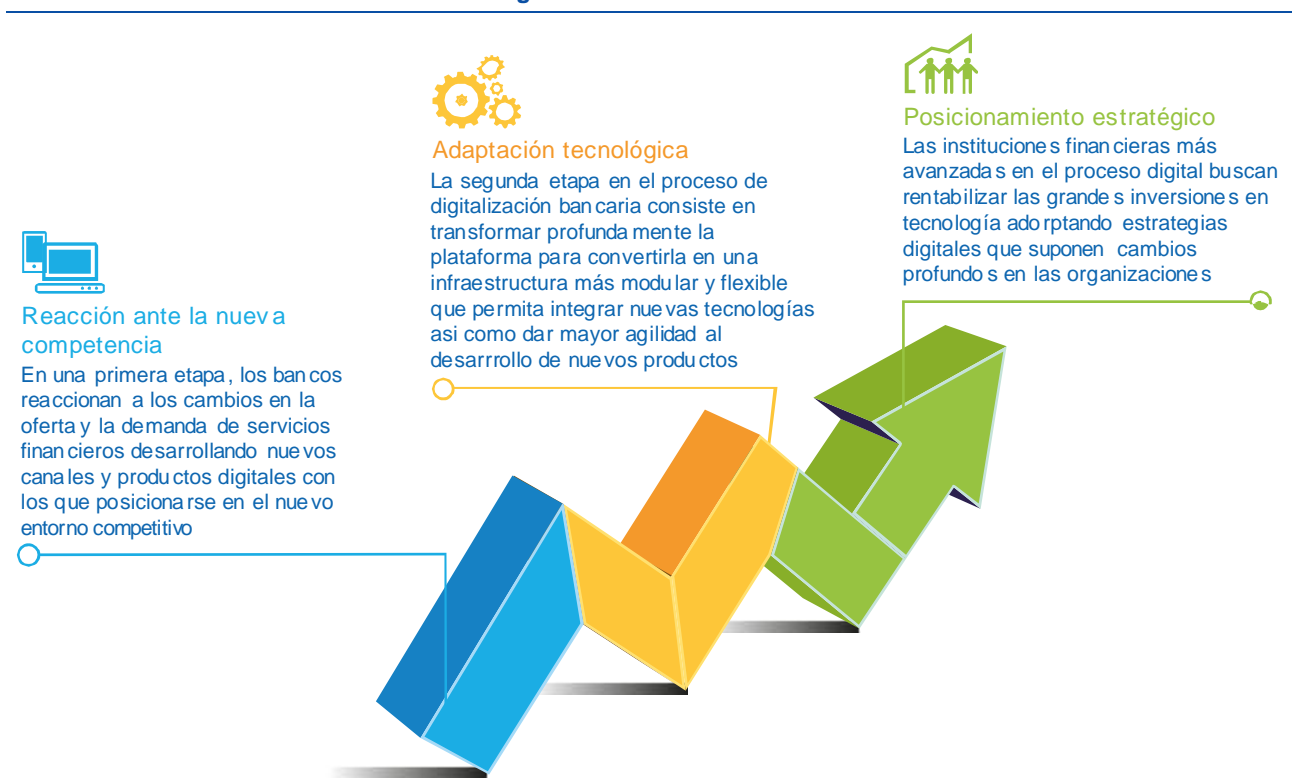 Reacción ante la nueva
competencia
En una primera etapa, los bancos
reaccionan a los cambios en la
oferta y la demanda de servicios
financieros desarrollando nuevos
canales y productos digitales con
los que posicionarse en el nuevo
entorno competitivo
Adaptación tecnológica
La segunda etapa en el proceso de
digitalización bancaria consiste en
transformar profundamente la
plataforma para convertirla en una
infraestructura más modular y flexible
que permita integrar nuevas tecnologías
asi como dar mayor agilidad al
desarrrollo de nuevos productos
Posicionamiento estratégico
Las instituciones financieras más
avanzadas en el proceso digital buscan
rentabilizar las grandes inversiones en
tecnología adorptando estrategias
digitales que suponen cambios
profundos en las organizaciones